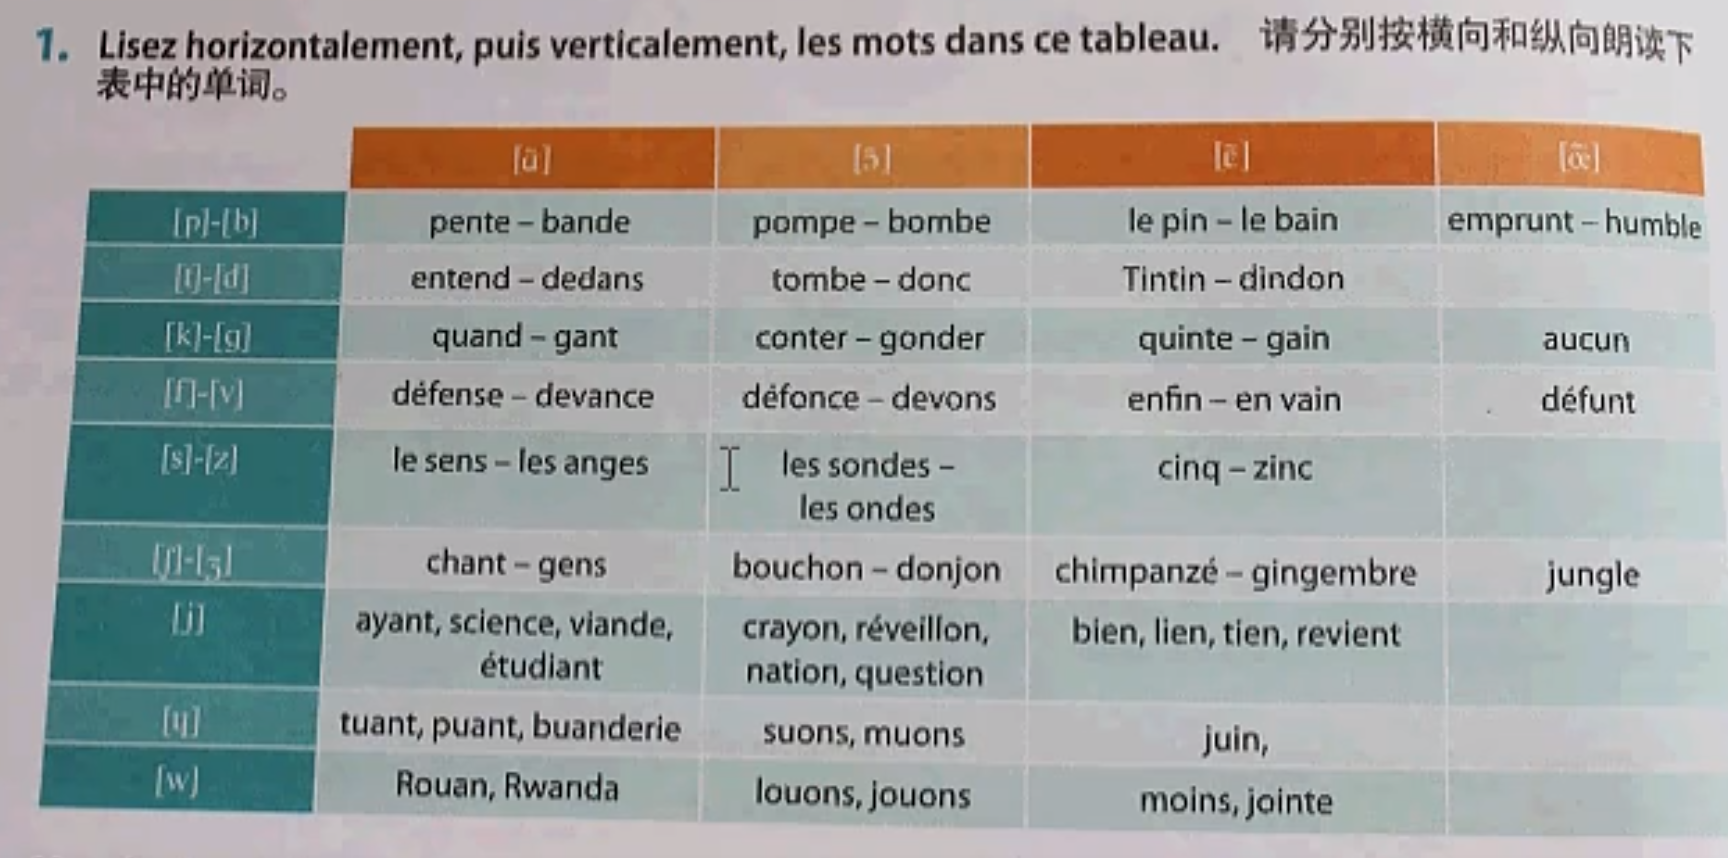 1. Lisez horizontalement, puis verticalement, les mots dans ce tableau. 请分别按横向和纵向朗读下
表中的单词。
[ɑ̃] [ɔ̃] [ɛ̃] [œ̃]
[p]-[b] pente – bande pompe – bombe le pin – le bain emprunt – humble
[t]-[d] entend – dedans tombe – donc Tintin – dindon
[k]-[g] quand – gant conter – gonder quinte – gain aucun
[f]-[v] défense – devance défonce – devons enfin – en vain défunt
[s]-[z] le sens – les anges les sondes – cinq – zinc
les ondes
[ʃ]-[ʒ] chant – gens bouchon – donjon chimpanzé – gingembre jungle
[j] ayant, science, viande, crayon, réveillon, bien, lien, tien, revient
étudiant nation, question
[ɥ] tuant, puant, buanderie suons, muons juin,
[w] Rouan, Rwanda louons, jouons moins, jointe